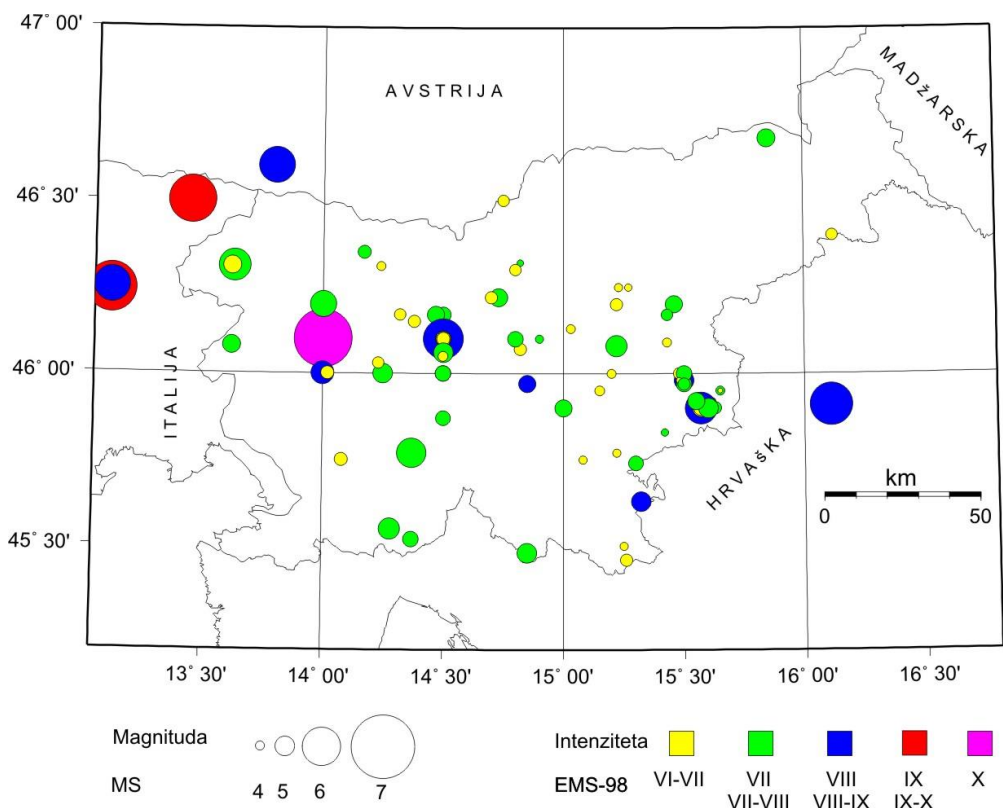 47° 00'
AVSTRIJA
MADžARSKA
46° 30'
46° 00'
ITALIJA
HRVAšKA
km
0 50
45° 30'
13° 30' 14° 00' 14° 30' 15° 00' 15° 30' 16° 00' 16° 30'
Magnituda
MS 4 5 6 7
Intenziteta
EMS-98 VI-VII VII VIII IX X
VII-VIII VIII-IX IX-X